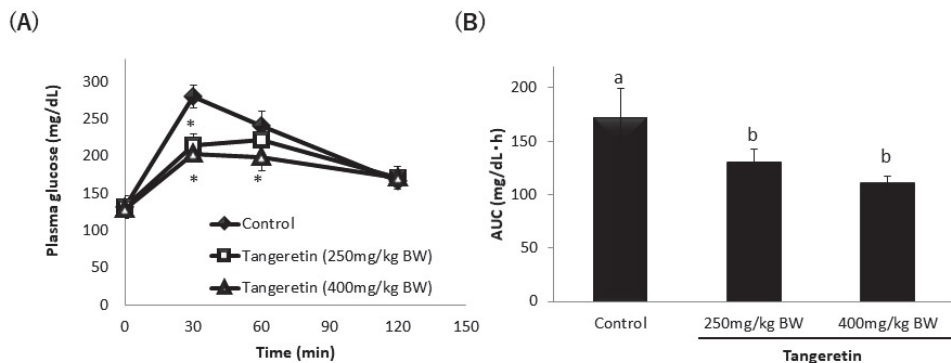 (A)
Plasma glucose (mg/dL)
300
250
200
150
100
50
0
*
*
*
Control
Tangeretin (250mg/kg BW)
Tangeretin (400mg/kg BW)
0
30
60
90
120
150
Time (min)
(B)
AUC (mg/dL・h)
200
150
100
50
0
a
b
b
Control
250mg/kg BW
400mg/kg BW
Tangeretin